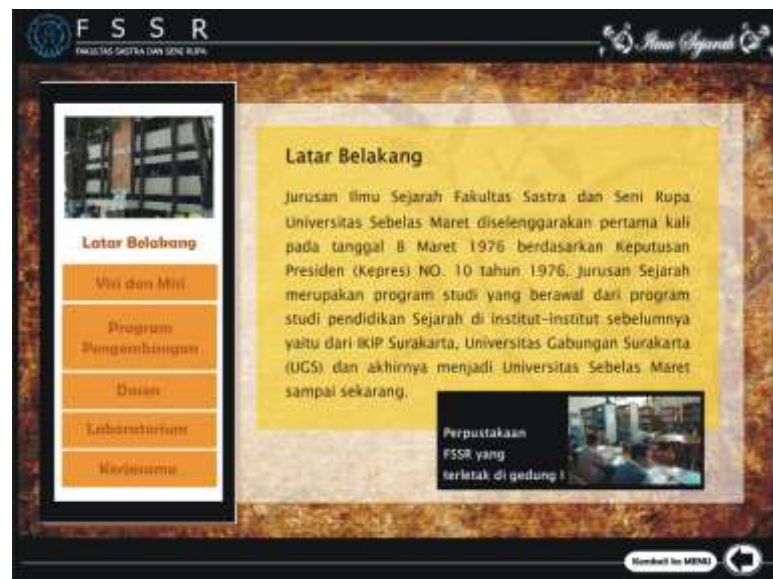 F S S R
FAKULTAS SASTRA DAN SENI RUPA
Ilmu Sejarah
Latar Belakang
Visi dan Misi
Program
Pengembangan
Dosen
Laboratorium
Kerjasama
Latar Belakang
Jurusan Ilmu Sejarah Fakultas Sastra dan Seni Rupa
Universitas Sebelas Maret diselenggarakan pertama kali
pada tanggal 8 Maret 1976 berdasarkan Keputusan
Presiden (Kepres) NO. 10 tahun 1976. Jurusan Sejarah
merupakan program studi yang berawal dari program
studi pendidikan Sejarah di institut-institut sebelumnya
yaitu dari IKIP Surakarta, Universitas Gabungan Surakarta
(UGS) dan akhirnya menjadi Universitas Sebelas Maret
sampai sekarang.
Perpustakaan
FSSR yang
terletak di gedung I
Kembali ke MENU